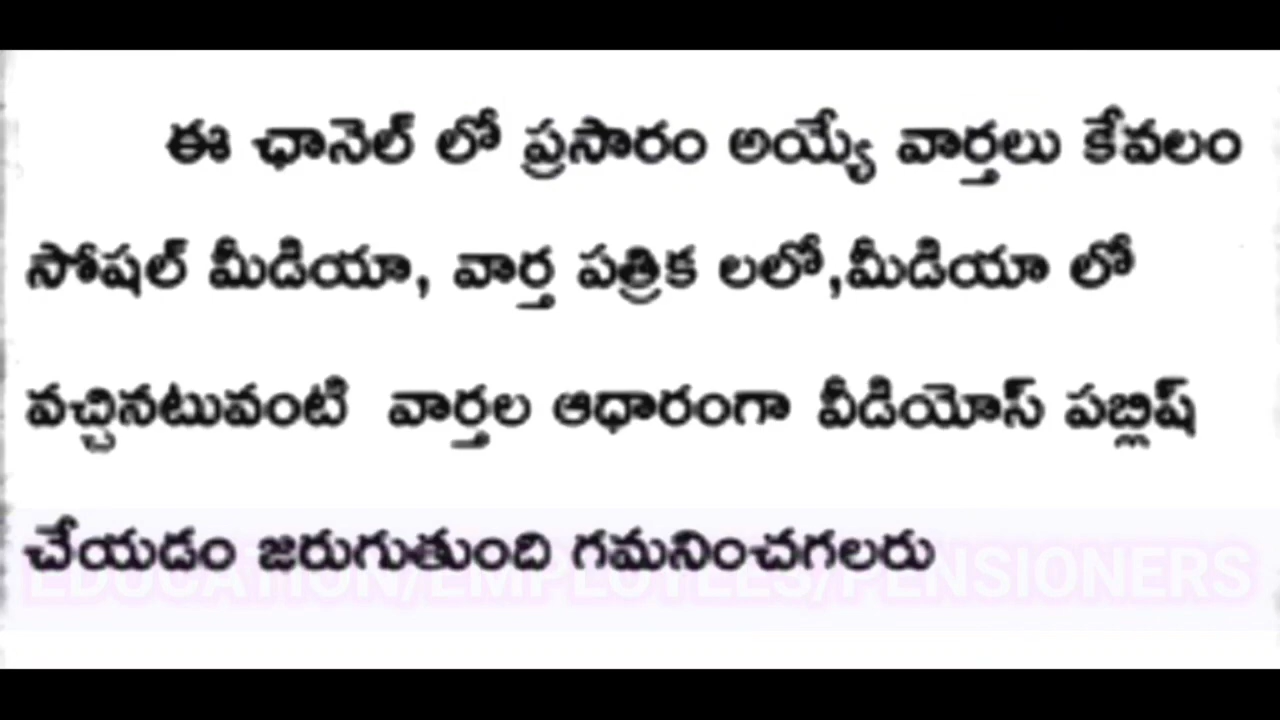 ఈ ఛానెల్ లో ప్రసారం అయ్యే వార్తలు కేవలం
సోషల్ మీడియా, వార్త పత్రిక లలో,మీడియా లో
వచ్చినటువంటి వార్తల ఆధారంగా వీడియోస్ పబ్లిష్
చేయడం జరుగుతుంది గమనించగలరు
EDUCATION/EMPLOYEES/PENSIONERS